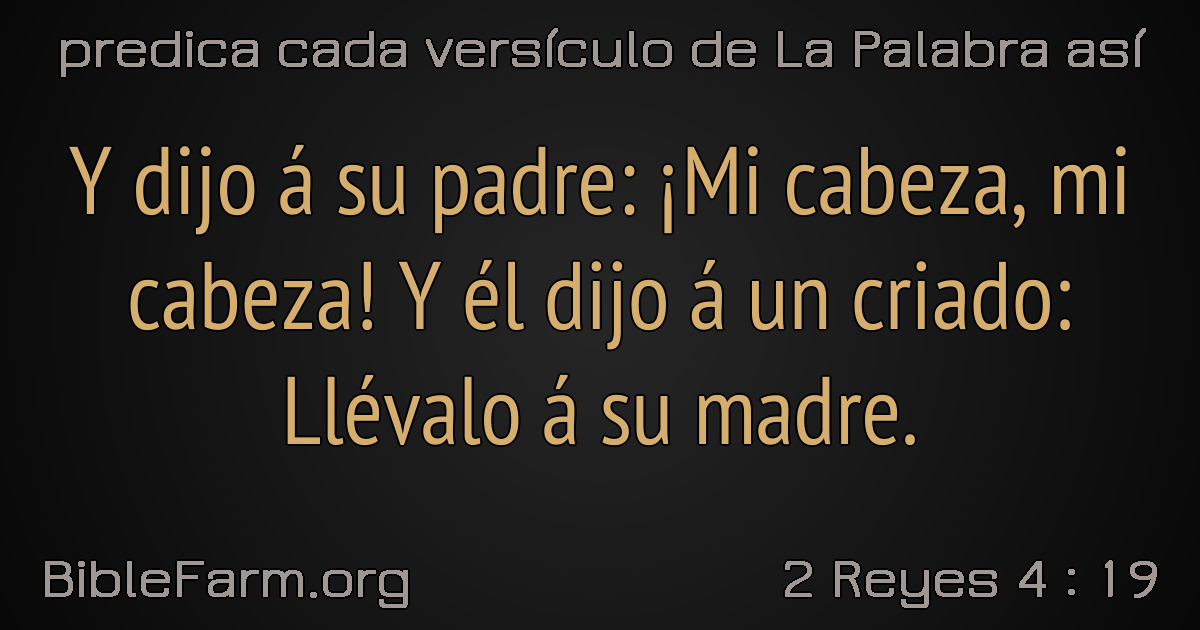 predica cada versículo de La Palabra así
Y dijo á su padre: ¡Mi cabeza, mi
cabeza! Y él dijo á un criado:
Llévalo á su madre.
BibleFarm.org
2 Reyes 4 : 19